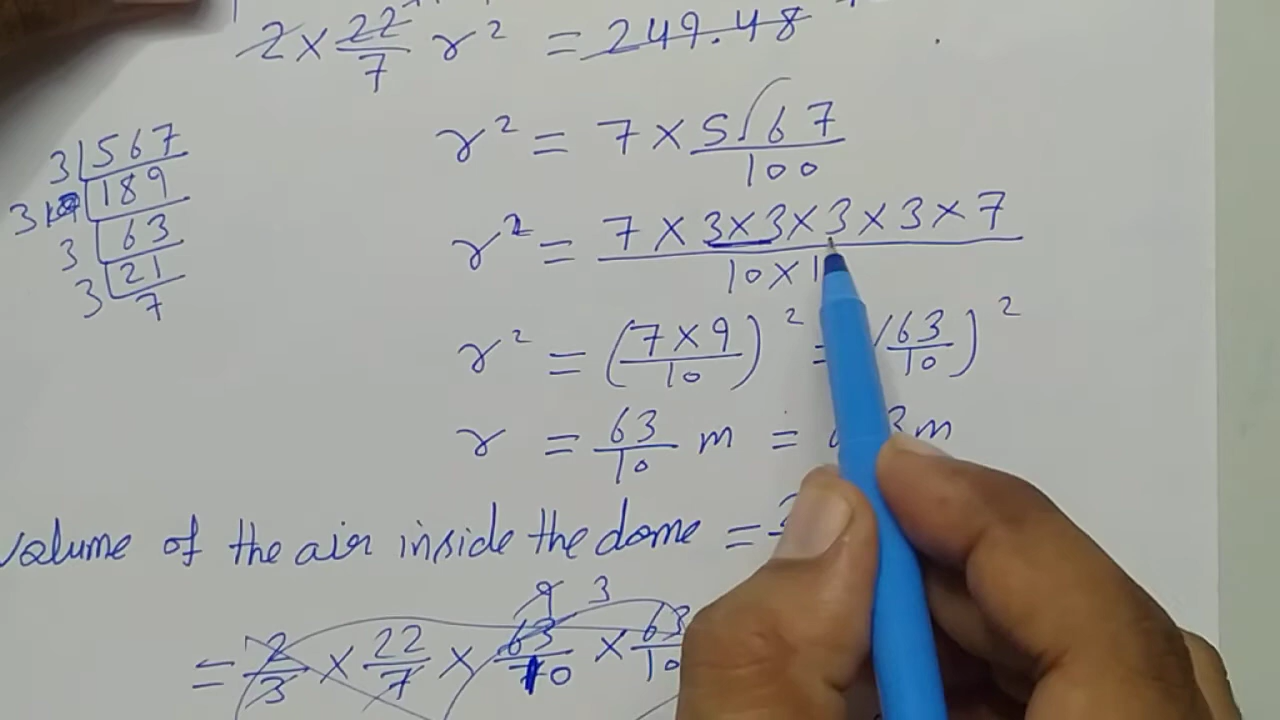 2 × 22/7 r² = 249.48
r² = 7 × 567/100
3 | 567
3 | 189
3 | 63
3 | 21
7
r² = 7 × 3 × 3 × 3 × 3 × 7 / 10 × 1
r² = (7 × 9 / 10)² = (63/10)²
r = 63/10 m = 3 m
volume of the air inside the dome =
9 3
= 2/3 × 22/7 × 63/10 × 63/10